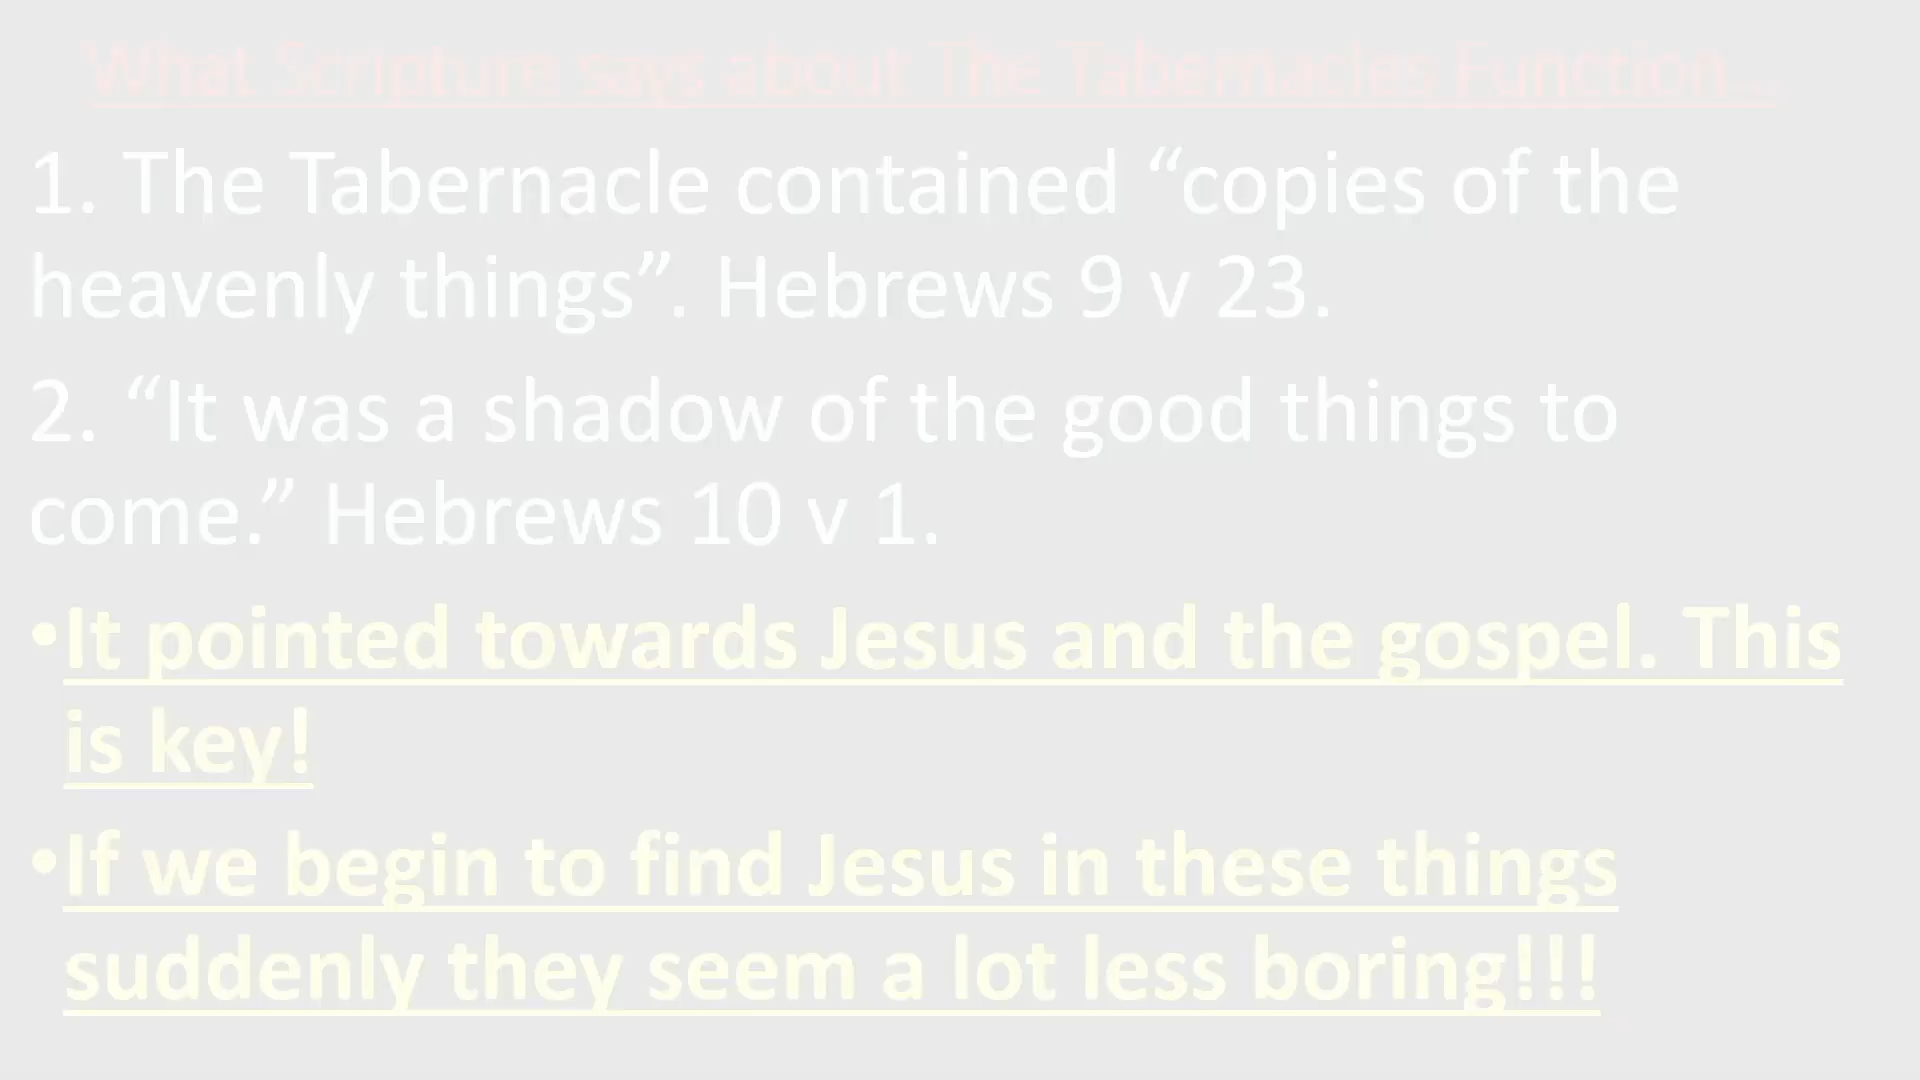 What Scripture says about The Tabernacles Function...
1. The Tabernacle contained “copies of the
heavenly things”. Hebrews 9 v 23.
2. “It was a shadow of the good things to
come.” Hebrews 10 v 1.
•It pointed towards Jesus and the gospel. This
is key!
•If we begin to find Jesus in these things
suddenly they seem a lot less boring!!!